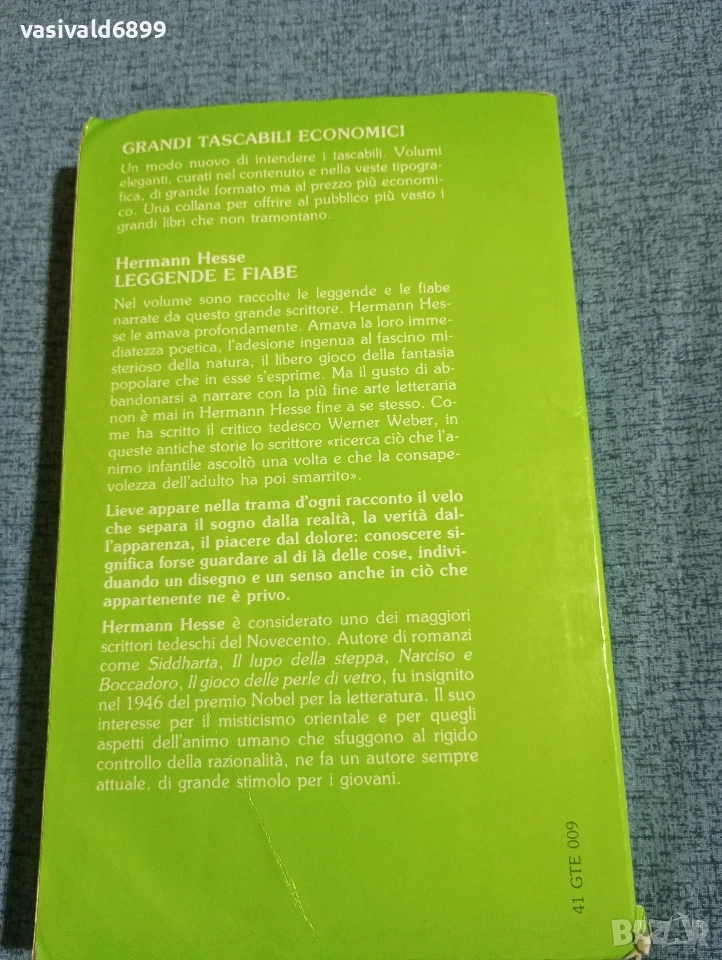 vasivald6899
GRANDI TASCABILI ECONOMICI
Un modo nuovo di intendere i tascabili. Volumi
eleganti, curati nel contenuto e nella veste tipogra-
fica, di grande formato ma al prezzo più economi-
co. Una collana per offrire al pubblico più vasto i
grandi libri che non tramontano.
Hermann Hesse
LEGGENDE E FIABE
Nel volume sono raccolte le leggende e le fiabe
narrate da questo grande scrittore. Hermann Hes-
se le amava profondamente. Amava la loro imme-
diatezza poetica, l'adesione ingenua al fascino mi-
sterioso della natura, il libero gioco della fantasia
popolare che in esse s'esprime. Ma il gusto di ab-
bandonarsi a narrare con la più fine arte letteraria
non è mai in Hermann Hesse fine a se stesso. Co-
me ha scritto il critico tedesco Werner Weber, in
queste antiche storie lo scrittore «ricerca ciò che l'a-
nimo infantile ascoltò una volta e che la consape-
volezza dell'adulto ha poi smarrito».
Lieve appare nella trama d'ogni racconto il velo
che separa il sogno dalla realtà, la verità dal-
l'apparenza, il piacere dal dolore: conoscere si-
gnifica forse guardare al di là delle cose, indivi-
duando un disegno e un senso anche in ciò che
appartenente ne è privo.
Hermann Hesse è considerato uno dei maggiori
scrittori tedeschi del Novecento. Autore di romanzi
come Siddharta, Il lupo della steppa, Narciso e
Boccadoro, Il gioco delle perle di vetro, fu insignito
nel 1946 del premio Nobel per la letteratura. Il suo
interesse per il misticismo orientale e per quegli
aspetti dell'animo umano che sfuggono al rigido
controllo della razionalità, ne fa un autore sempre
attuale, di grande stimolo per i giovani.
41 GTE 009
BAZAR